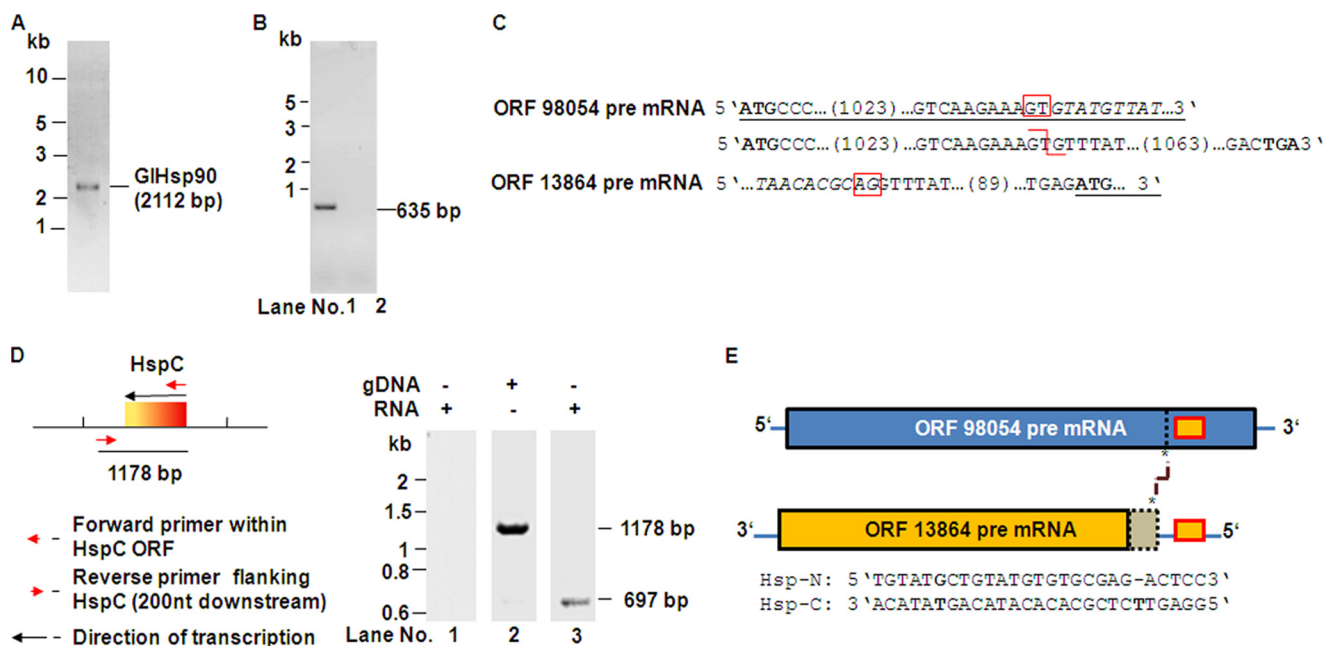 A
kb
10
5
3
2
1
GlHsp90
(2112 bp)
B
kb
5
3
2
1
635 bp
Lane No. 1 2
C
ORF 98054 pre mRNA 5‛ATGCCC...(1023)...GTCAAGAAAGTGTATGTTAT...3‛
5‛ATGCCC...(1023)...GTCAAGAAAGTGTTTAT...(1063)...GACTGA3‛
ORF 13864 pre mRNA 5‛...TAACACGCAGGTTTAT...(89)...TGAGATG... 3‛
D
HspC
1178 bp
Forward primer within
HspC ORF
Reverse primer flanking
HspC (200nt downstream)
Direction of transcription
gDNA - + -
RNA + - +
kb
2
1.5
1
0.8
0.6
1178 bp
697 bp
Lane No. 1 2 3
E
5‛ ORF 98054 pre mRNA 3‛
*
*
3‛ ORF 13864 pre mRNA 5‛
Hsp-N: 5‛TGTATGCTGTATGTGTGCGAG-ACTCC3‛
Hsp-C: 3‛ACATATGACATACACACGCTCTTGAGG5‛